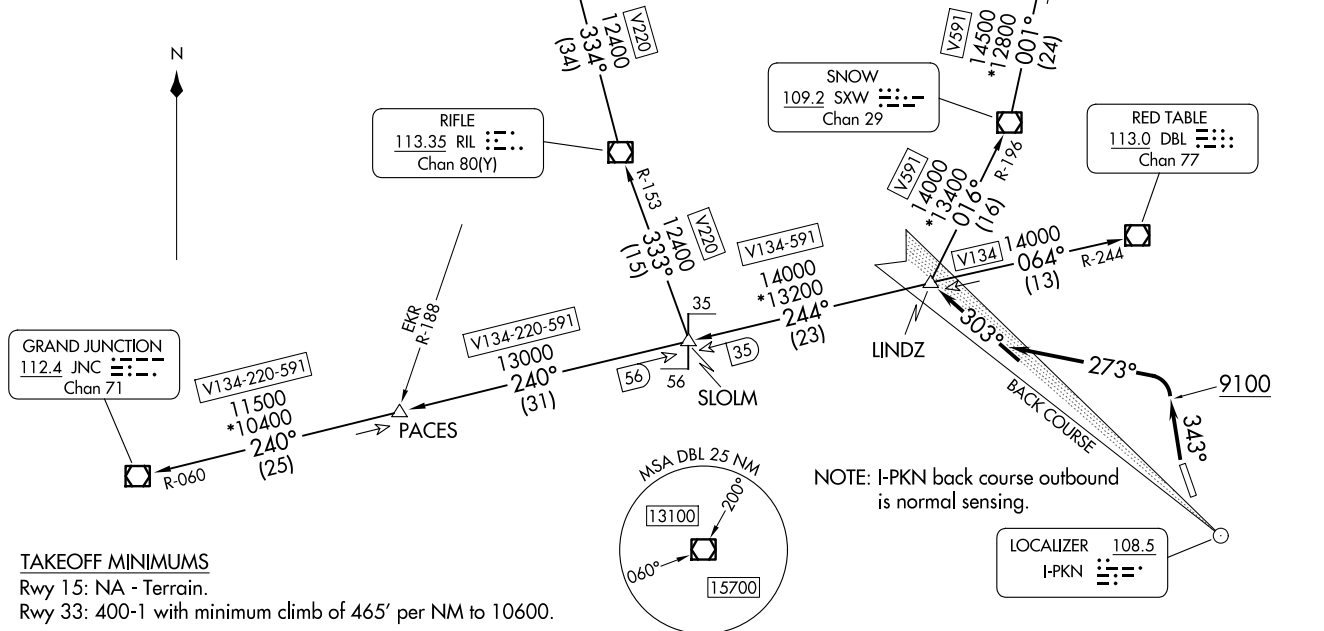 V220
12400
334°
(34)
V591
14500
*12800
001°
(24)
N
SNOW
109.2 SXW
Chan 29
RIFLE
113.35 RIL
Chan 80(Y)
RED TABLE
113.0 DBL
Chan 77
R-153
V220
12400
333°
(15)
V591
14000
*13400
016°
(16)
R-196
V134
14000
064°
(13)
R-244
V134-591
14000
*13200
244°
(23)
EKR
R-188
V134-220-591
13000
240°
(31)
35
35
56
56
SLOLM
LINDZ
303°
273°
BACK COURSE
9100
343°
GRAND JUNCTION
112.4 JNC
Chan 71
V134-220-591
11500
*10400
240°
(25)
R-060
PACES
MSA DBL 25 NM
13100
200°
060°
15700
NOTE: I-PKN back course outbound
is normal sensing.
LOCALIZER 108.5
I-PKN
TAKEOFF MINIMUMS
Rwy 15: NA - Terrain.
Rwy 33: 400-1 with minimum climb of 465' per NM to 10600.